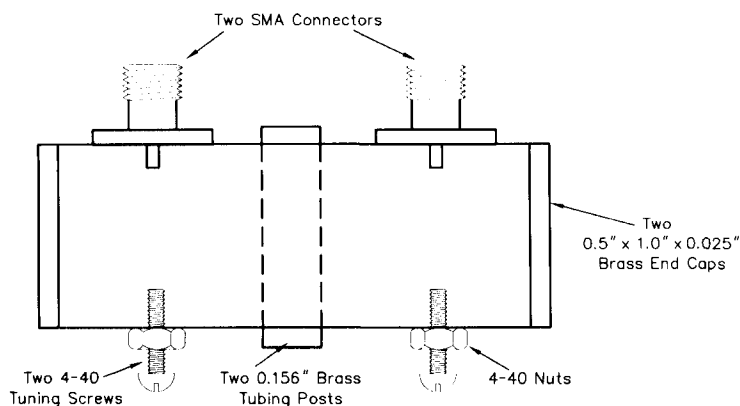 Two SMA Connectors
Two
0.5" x 1.0" x 0.025"
Brass End Caps
Two 4-40
Tuning Screws
Two 0.156" Brass
Tubing Posts
4-40 Nuts